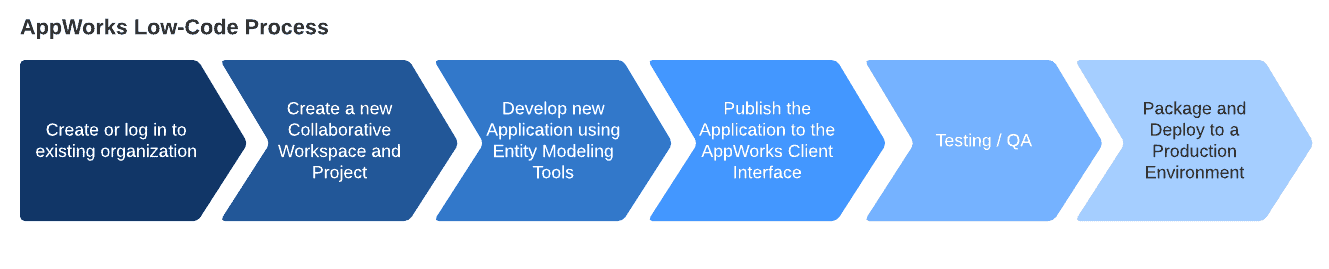 AppWorks Low-Code Process
Create or log in to
existing organization
Create a new
Collaborative
Workspace and
Project
Develop new
Application using
Entity Modeling
Tools
Publish the
Application to the
AppWorks Client
Interface
Testing / QA
Package and
Deploy to a
Production
Environment